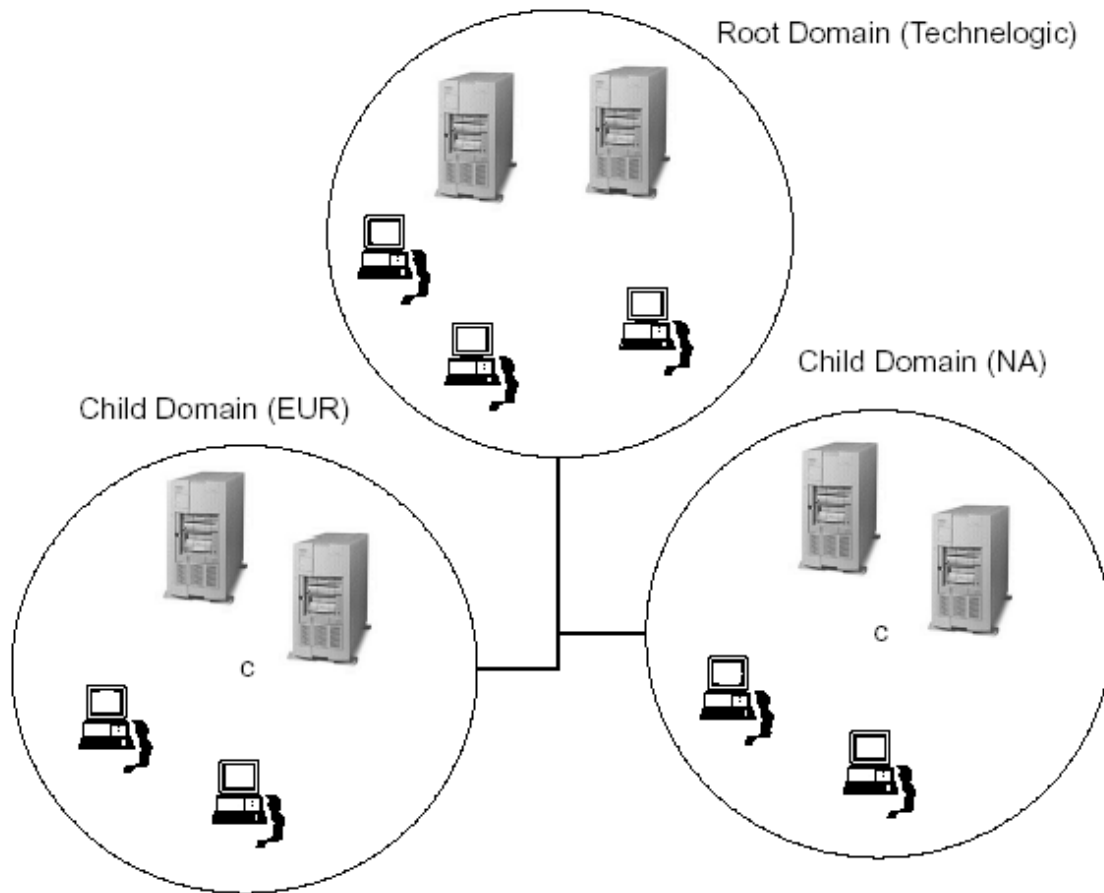 Root Domain (Technelogic)
Child Domain (NA)
Child Domain (EUR)
c
c